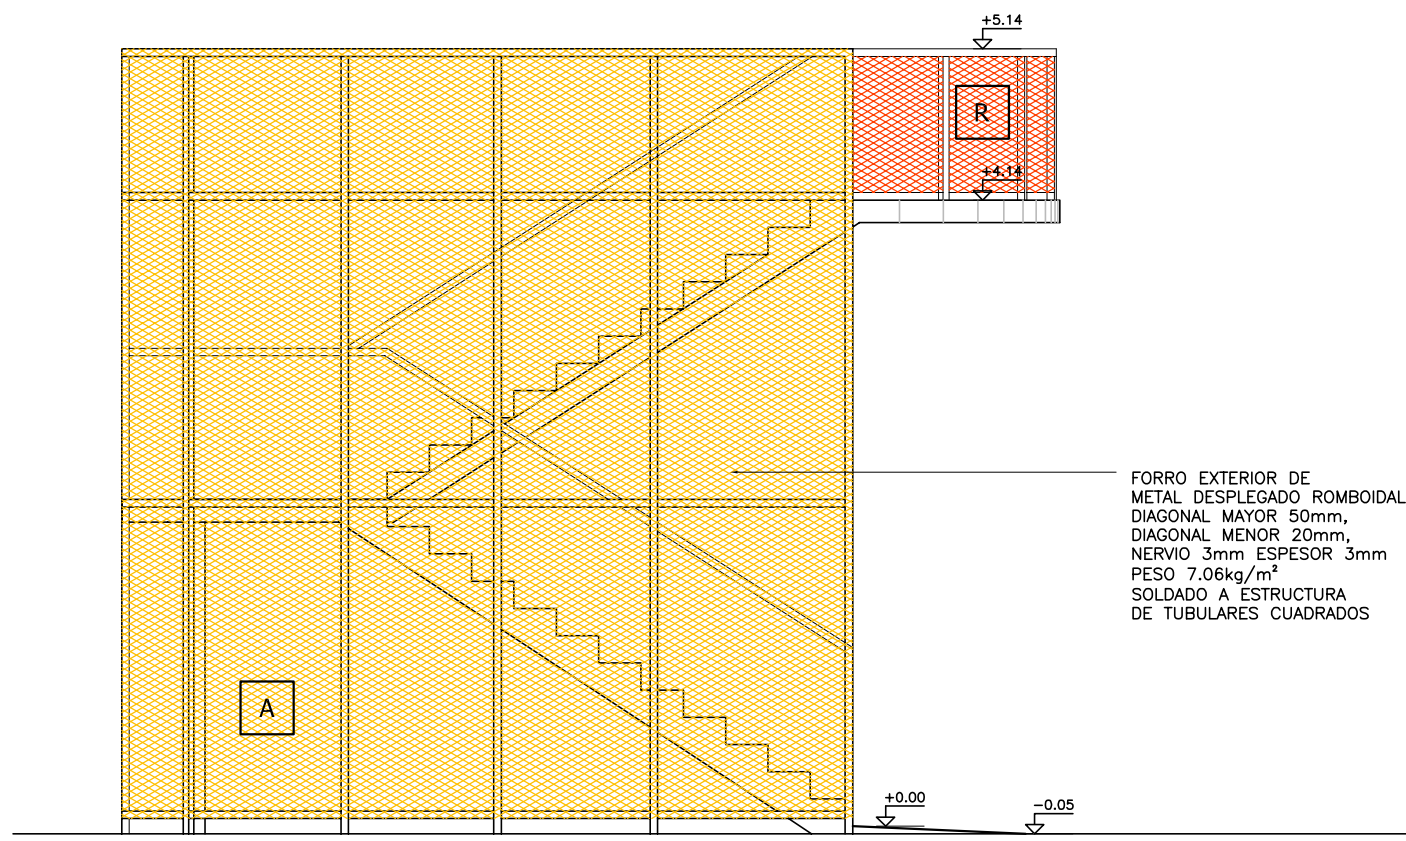 +5.14
R
+4.14
FORRO EXTERIOR DE
METAL DESPLEGADO ROMBOIDAL
DIAGONAL MAYOR 50mm,
DIAGONAL MENOR 20mm,
NERVIO 3mm ESPESOR 3mm
PESO 7.06kg/m²
SOLDADO A ESTRUCTURA
DE TUBULARES CUADRADOS
A
+0.00
-0.05